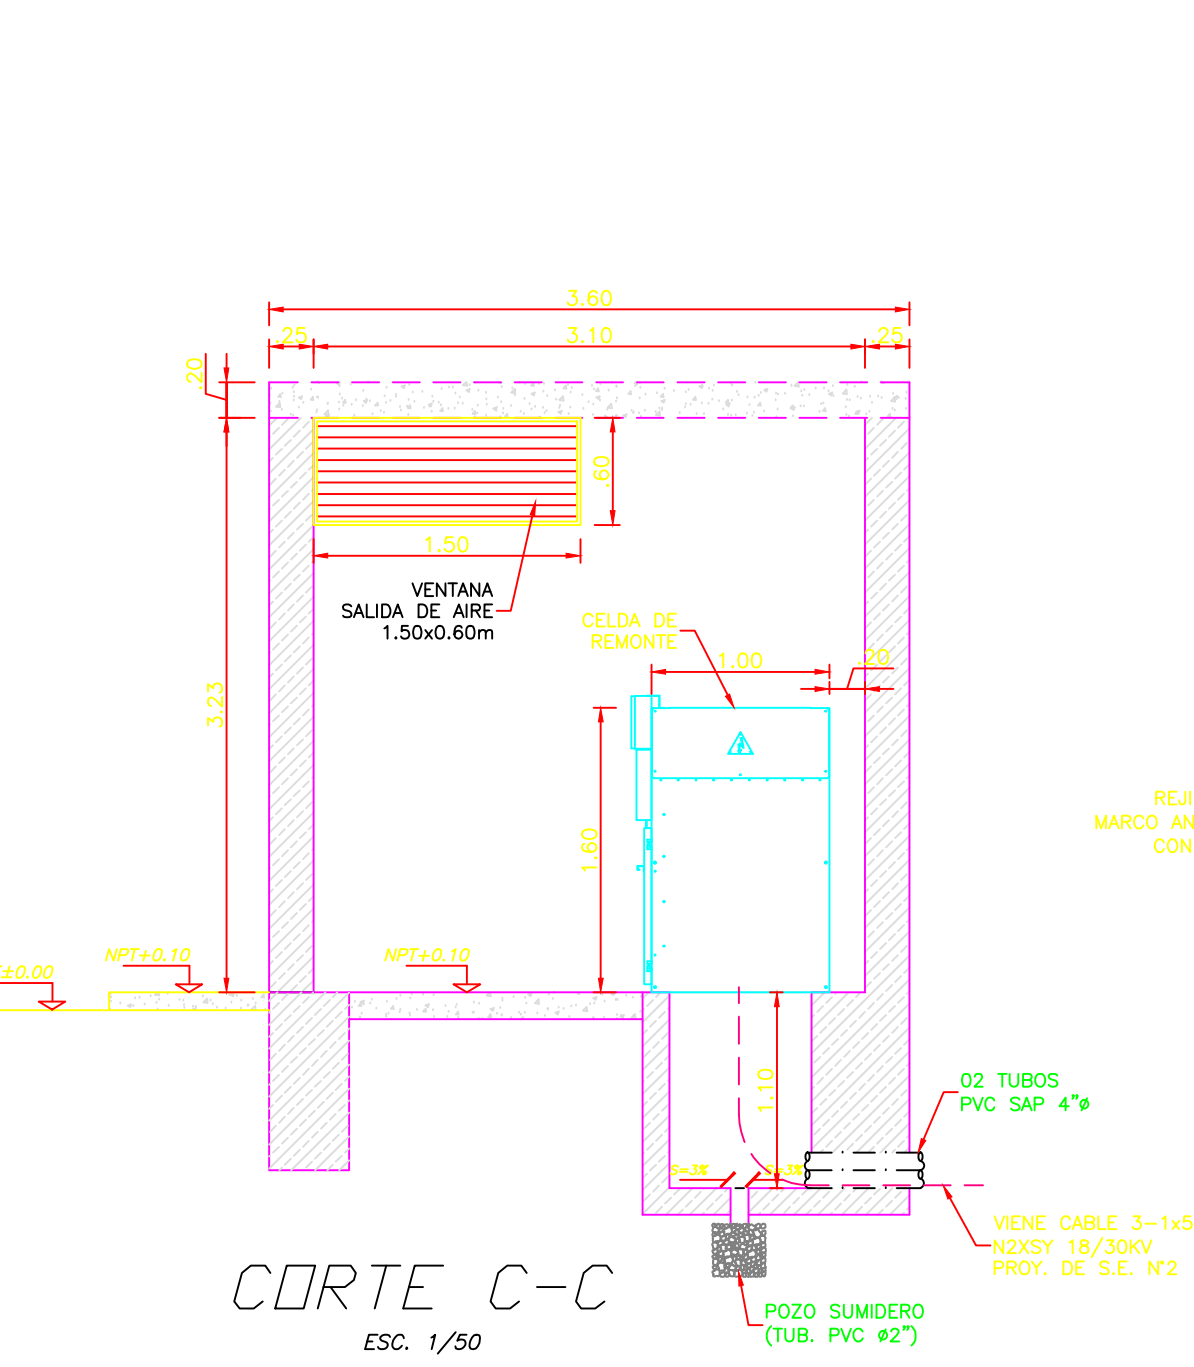 3.60
.25
3.10
.25
.20
.60
1.50
VENTANA
SALIDA DE AIRE
1.50x0.60m
CELDA DE
REMONTE
1.00
.20
3.23
1.60
REJI
MARCO AN
CON
NPT+0.10
NPT+0.10
±0.00
1.10
02 TUBOS
PVC SAP 4"ø
S=3%
S=3%
VIENE CABLE 3-1x5
N2XSY 18/30KV
PROY. DE S.E. N°2
CORTE C-C
POZO SUMIDERO
(TUB. PVC ø2")
ESC. 1/50